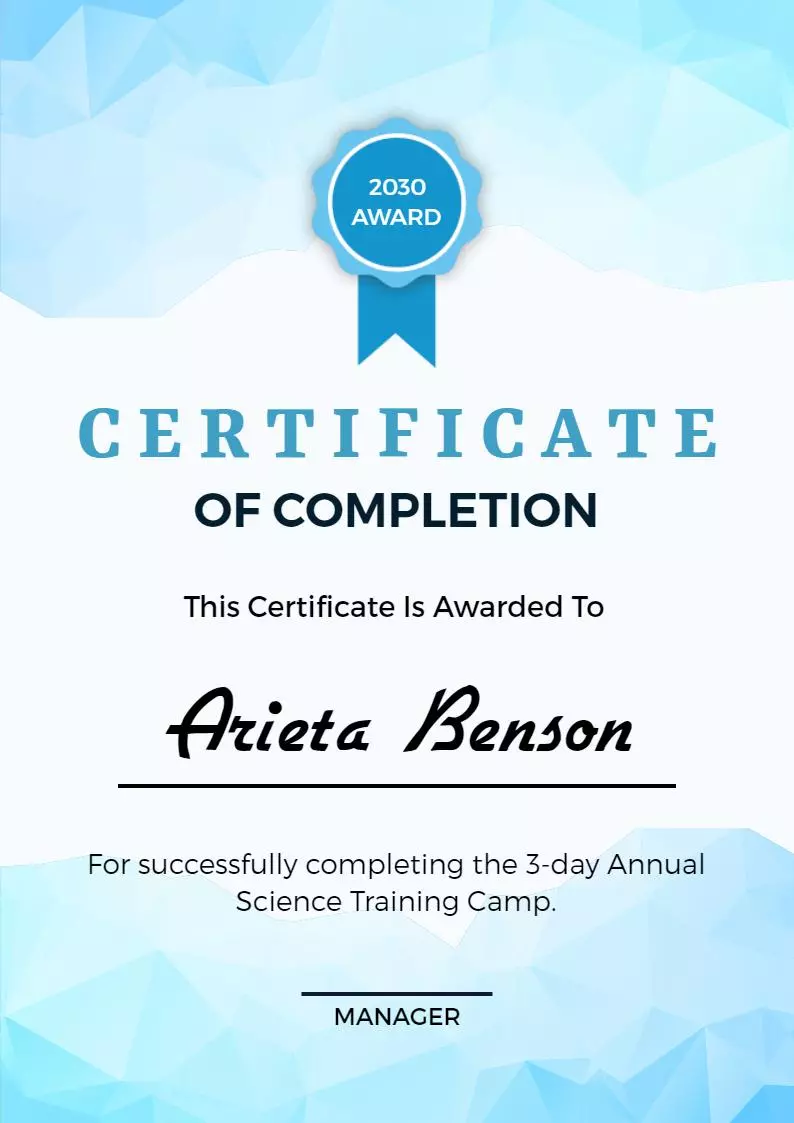 2030
AWARD
CERTIFICATE
OF COMPLETION
This Certificate Is Awarded To
Arieta Benson
For successfully completing the 3-day Annual
Science Training Camp.
MANAGER